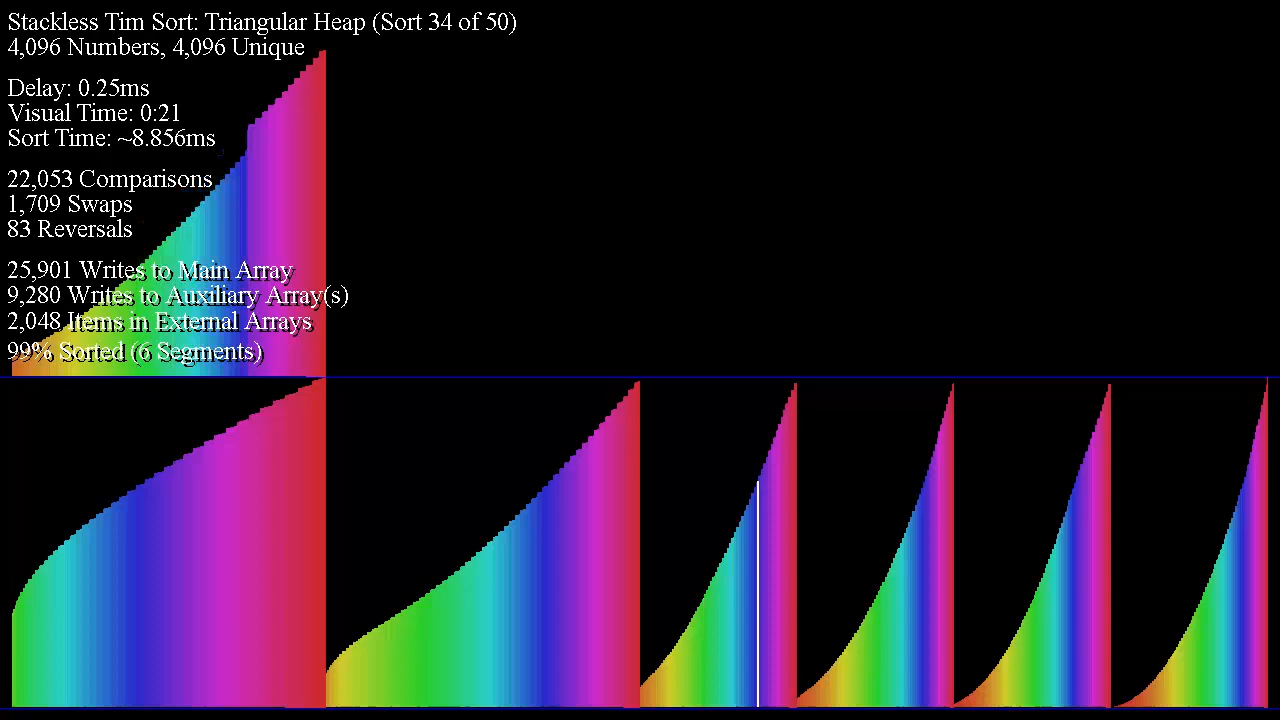 Stackless Tim Sort: Triangular Heap (Sort 34 of 50)
4,096 Numbers, 4,096 Unique
Delay: 0.25ms
Visual Time: 0:21
Sort Time: ~8.856ms
22,053 Comparisons
1,709 Swaps
83 Reversals
25,901 Writes to Main Array
9,280 Writes to Auxiliary Array(s)
2,048 Items in External Arrays
99% Sorted (6 Segments)